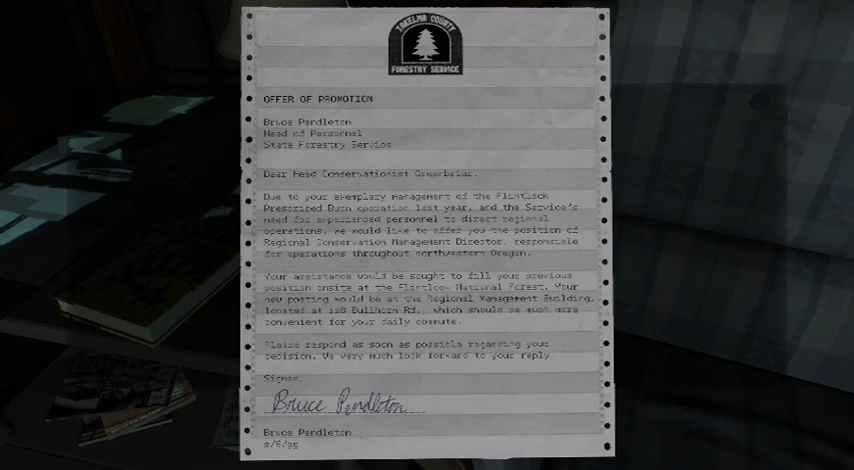 TAKELMA COUNTY
FORESTRY SERVICE
OFFER OF PROMOTION
Bruce Pendleton
Head of Personnel
State Forestry Service
Dear Head Conservationist Greenbriar,
Due to your exemplary management of the Flintlock
Prescribed Burn operation last year, and the Service's
need for experienced personnel to direct regional
operations, we would like to offer you the position of
Regional Conservation Management Director, responsible
for operations throughout northwestern Oregon.
Your assistance would be sought to fill your previous
position onsite at the Flintlock National Forest. Your
new posting would be at the Regional Management Building,
located at 128 Bullhorn Rd., which should be much more
convenient for your daily commute.
Please respond as soon as possible regarding your
decision. We very much look forward to your reply.
Signed,
Bruce Pendleton
Bruce Pendleton
2/8/95